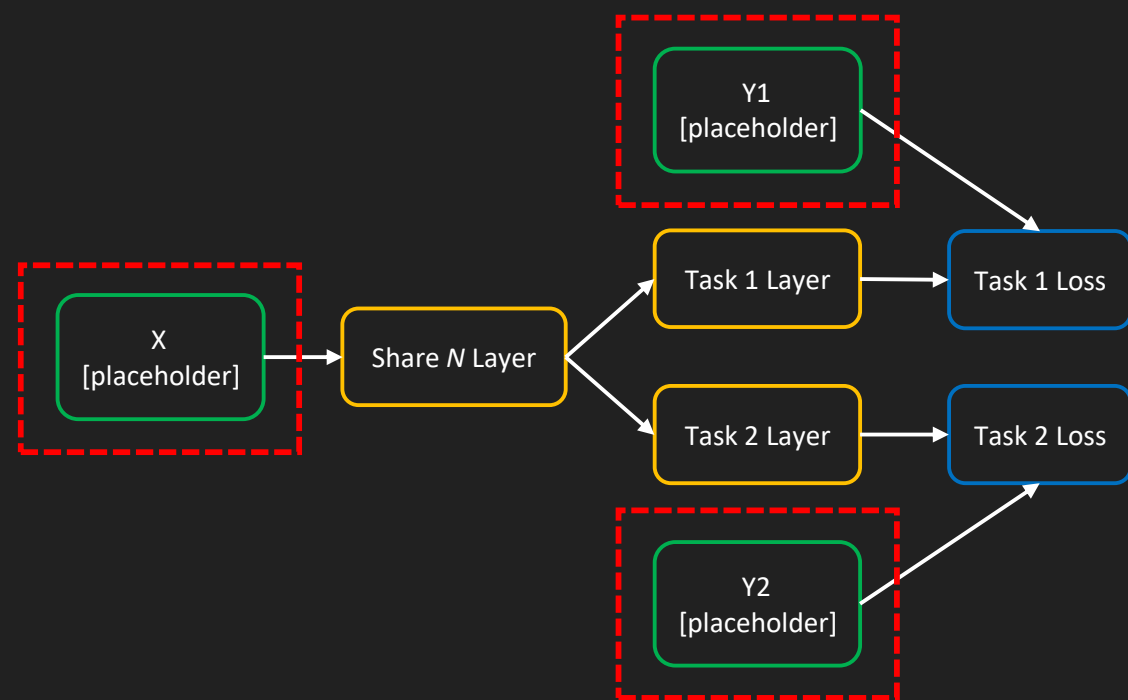 Y1
[placeholder]
Task 1 Layer
Task 1 Loss
X
[placeholder]
Share N Layer
Task 2 Layer
Task 2 Loss
Y2
[placeholder]